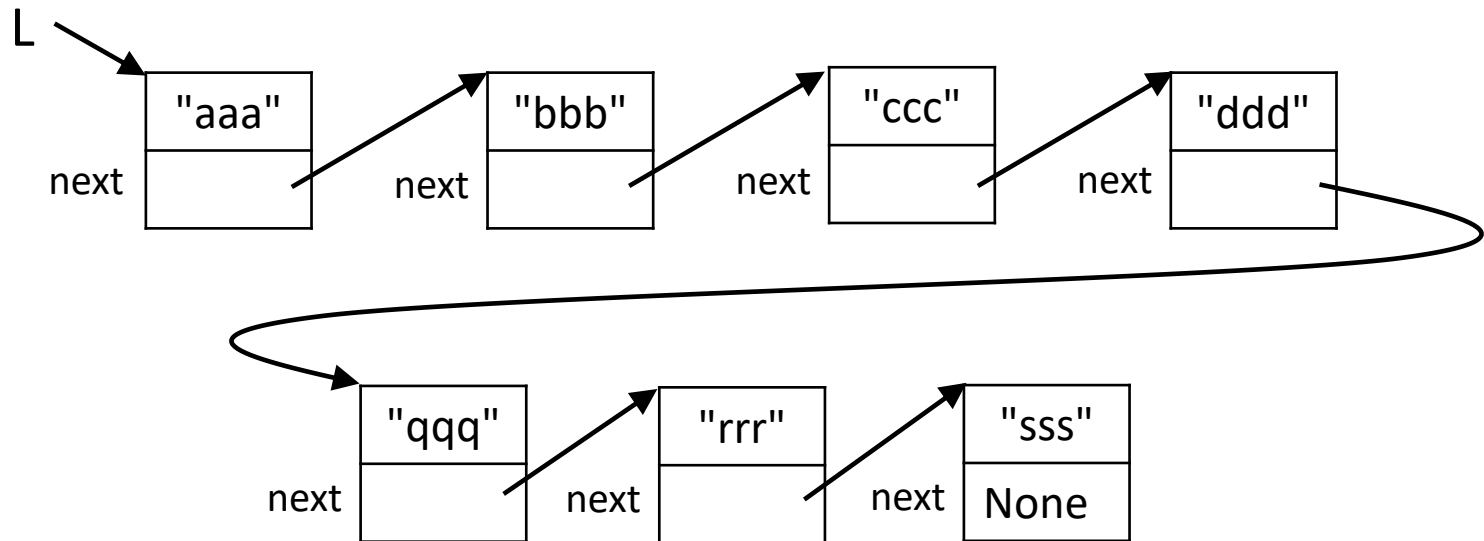 L
"aaa" "bbb" "ccc" "ddd"
next next next next
"qqq" "rrr" "sss"
next next next None